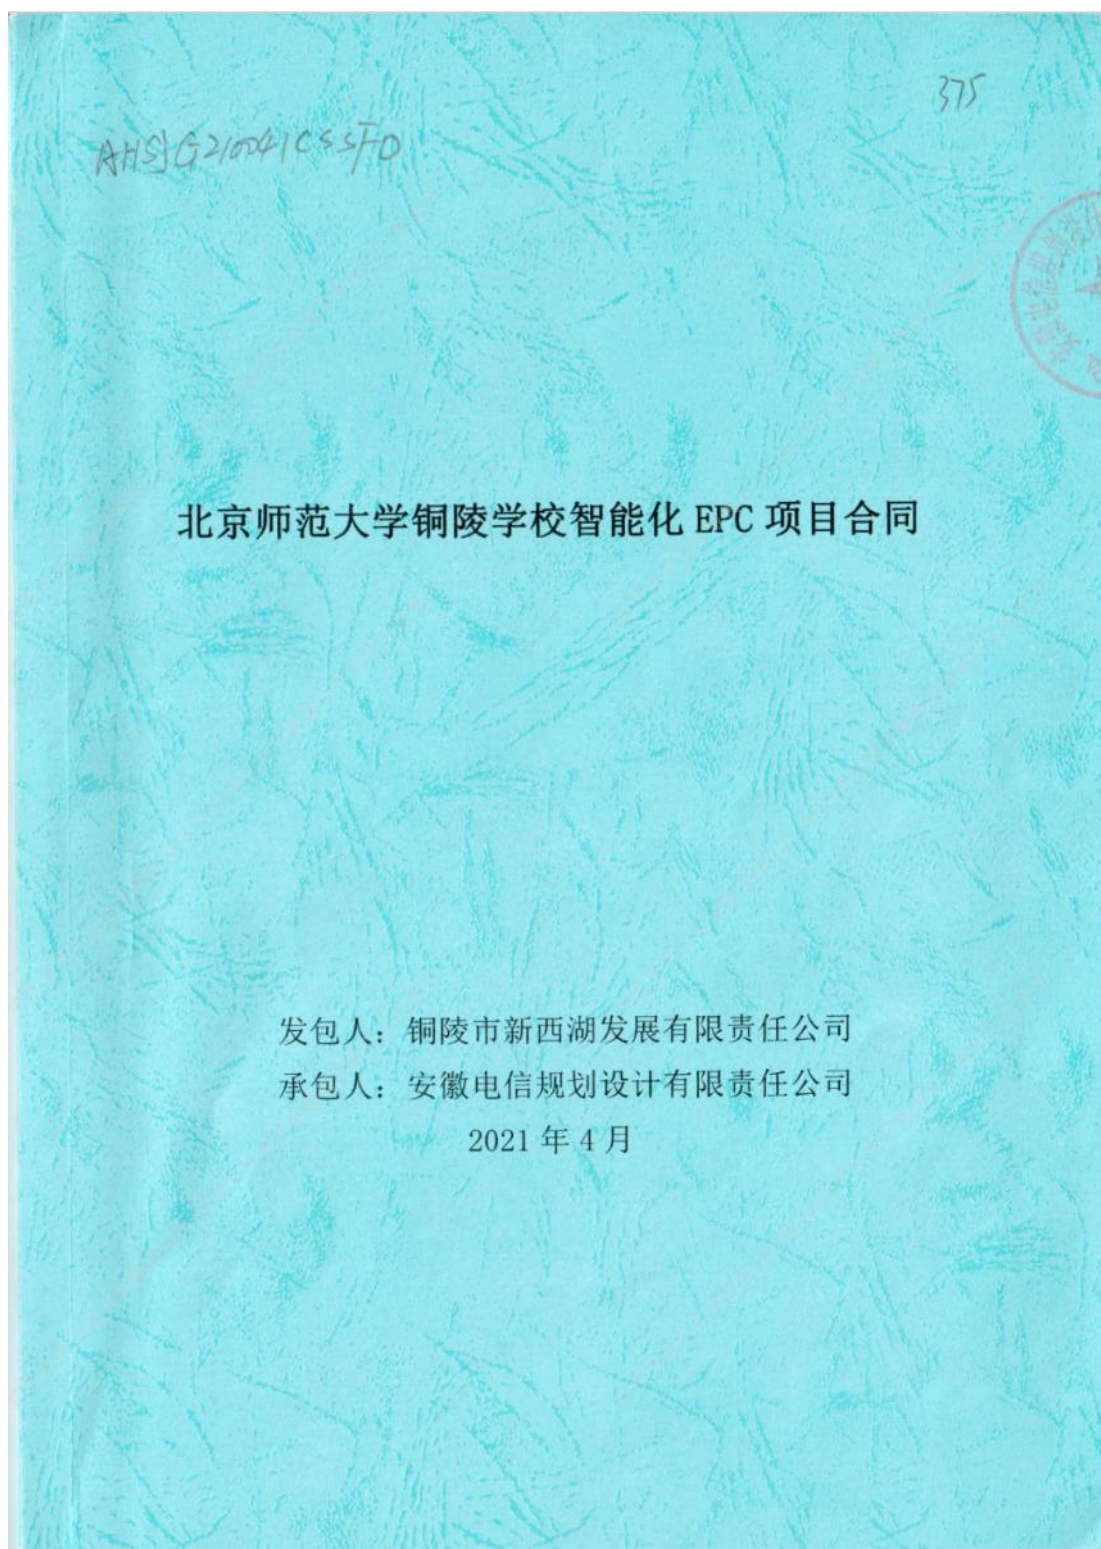 375
AHSJG210041CSSF0
北京师范大学铜陵学校智能化 EPC 项目合同
发包人：铜陵市新西湖发展有限责任公司
承包人：安徽电信规划设计有限责任公司
2021 年 4 月